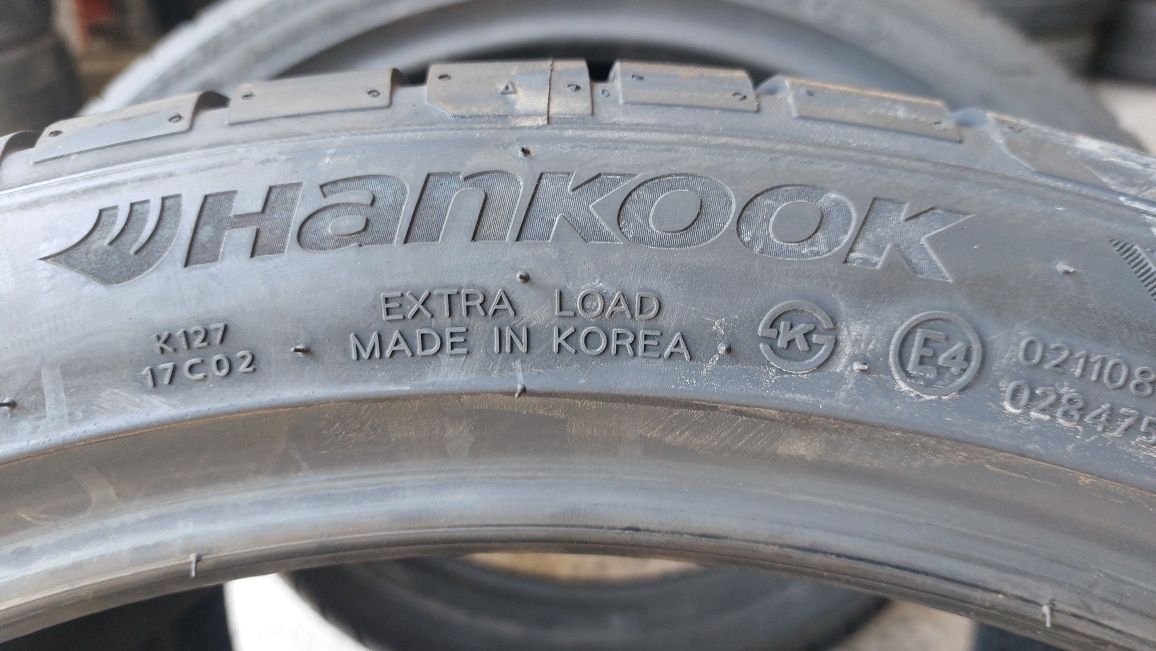 Hankook
EXTRA LOAD
MADE IN KOREA
K127
17C02
K
E4
021108
028475